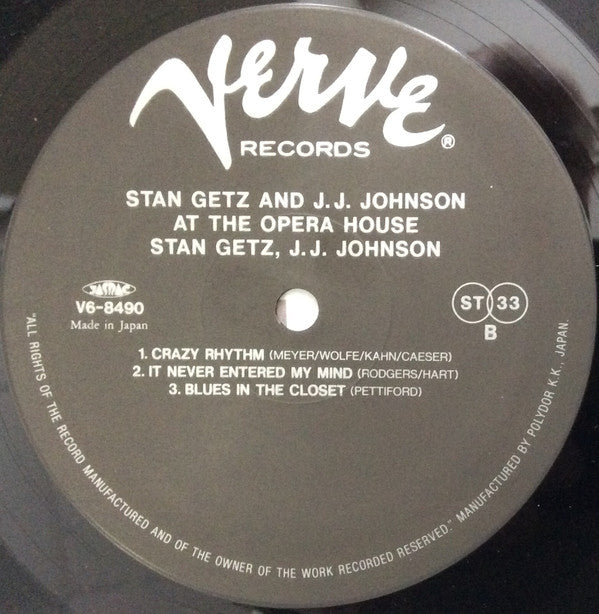 Verve®
RECORDS
STAN GETZ AND J.J. JOHNSON
AT THE OPERA HOUSE
STAN GETZ, J.J. JOHNSON
JASRAC
V6-8490
Made in Japan
ST 33
B
1. CRAZY RHYTHM (MEYER/WOLFE/KAHN/CAESER)
2. IT NEVER ENTERED MY MIND (RODGERS/HART)
3. BLUES IN THE CLOSET (PETTIFORD)
"ALL RIGHTS OF THE RECORD MANUFACTURED AND OF THE OWNER OF THE WORK RECORDED RESERVED." MANUFACTURED BY POLYDOR K.K., JAPAN.